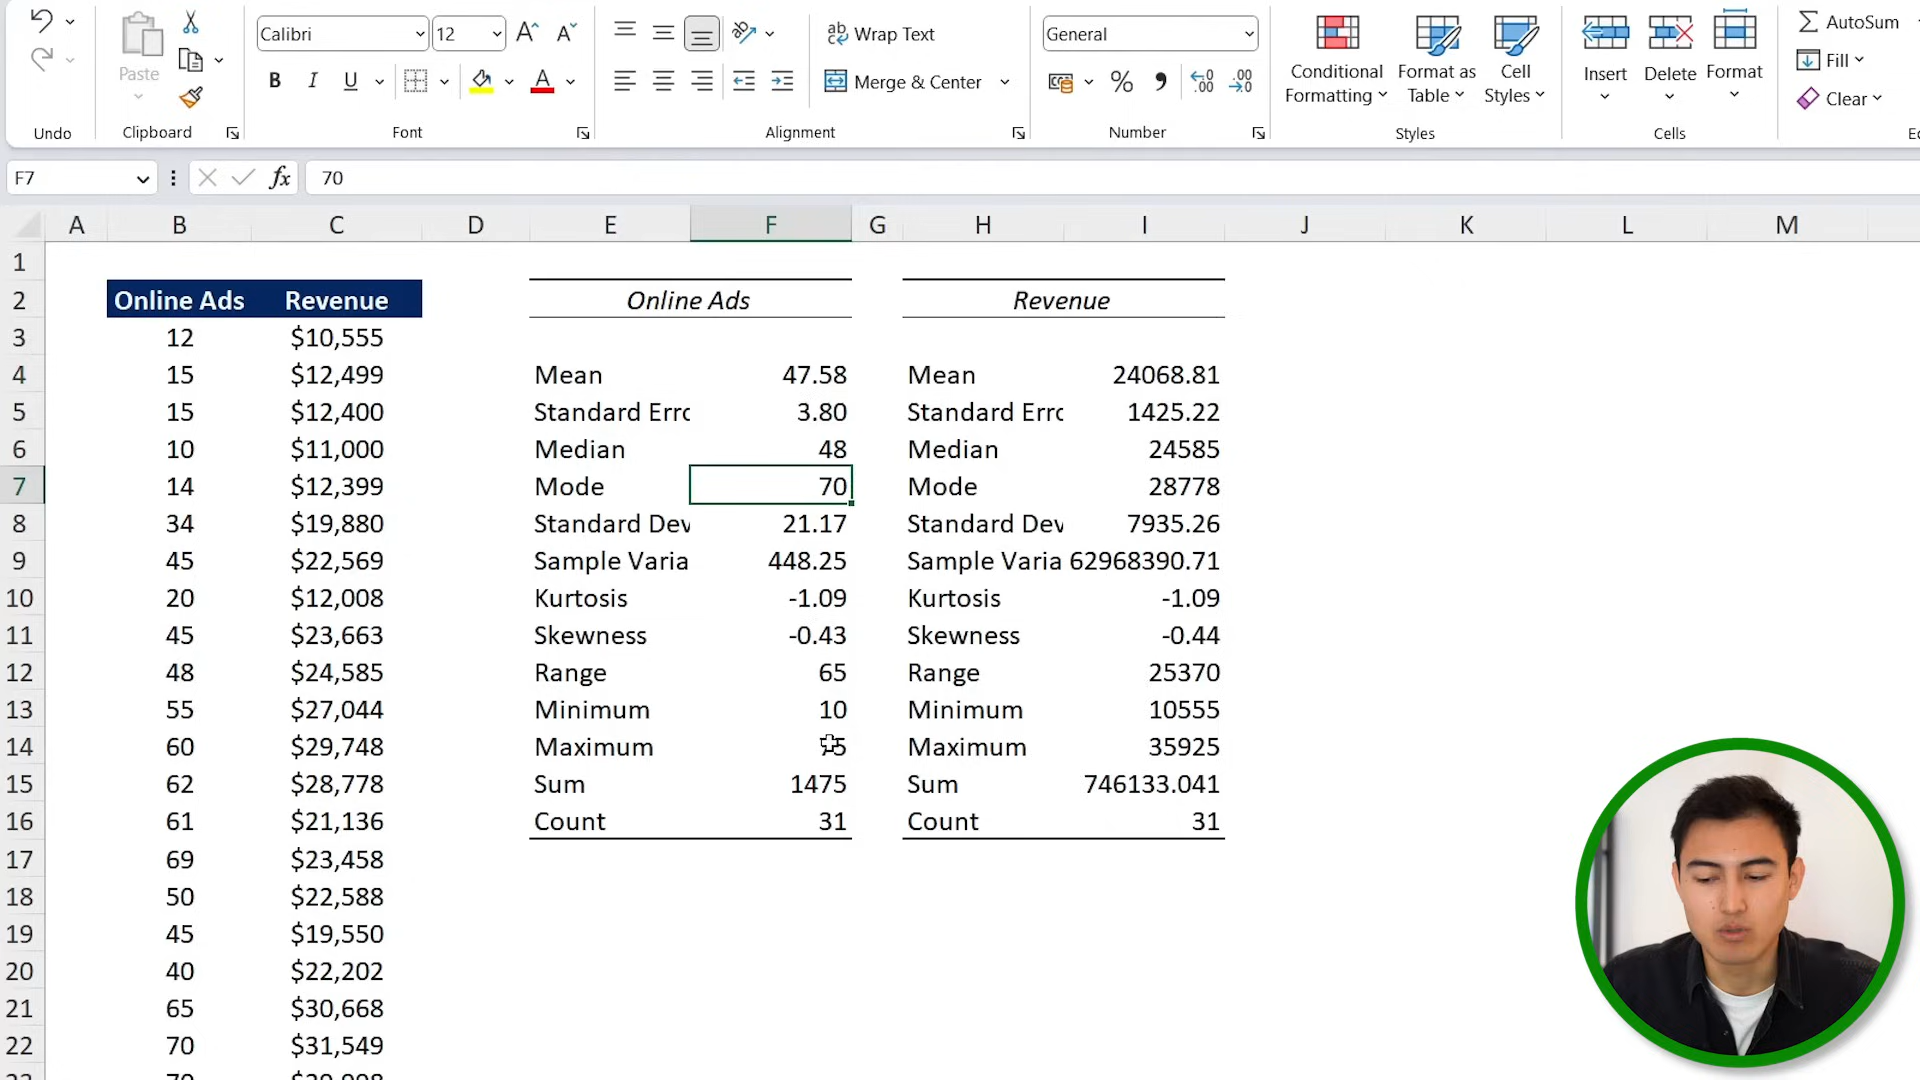 Calibri 12 Wrap Text General AutoSum
Paste Merge & Center Conditional Formatting Format as Table Cell Styles Insert Delete Format Fill
Clear
Undo Clipboard Font Alignment Number Styles Cells
F7 fx 70
A B C D E F G H I J K L M
1
2 Online Ads Revenue Online Ads Revenue
3 12 $10,555
4 15 $12,499 Mean 47.58 Mean 24068.81
5 15 $12,400 Standard Erro 3.80 Standard Erro 1425.22
6 10 $11,000 Median 48 Median 24585
7 14 $12,399 Mode 70 Mode 28778
8 34 $19,880 Standard Dev 21.17 Standard Dev 7935.26
9 45 $22,569 Sample Varia 448.25 Sample Varia 62968390.71
10 20 $12,008 Kurtosis -1.09 Kurtosis -1.09
11 45 $23,663 Skewness -0.43 Skewness -0.44
12 48 $24,585 Range 65 Range 25370
13 55 $27,044 Minimum 10 Minimum 10555
14 60 $29,748 Maximum 75 Maximum 35925
15 62 $28,778 Sum 1475 Sum 746133.041
16 61 $21,136 Count 31 Count 31
17 69 $23,458
18 50 $22,588
19 45 $19,550
20 40 $22,202
21 65 $30,668
22 70 $31,549